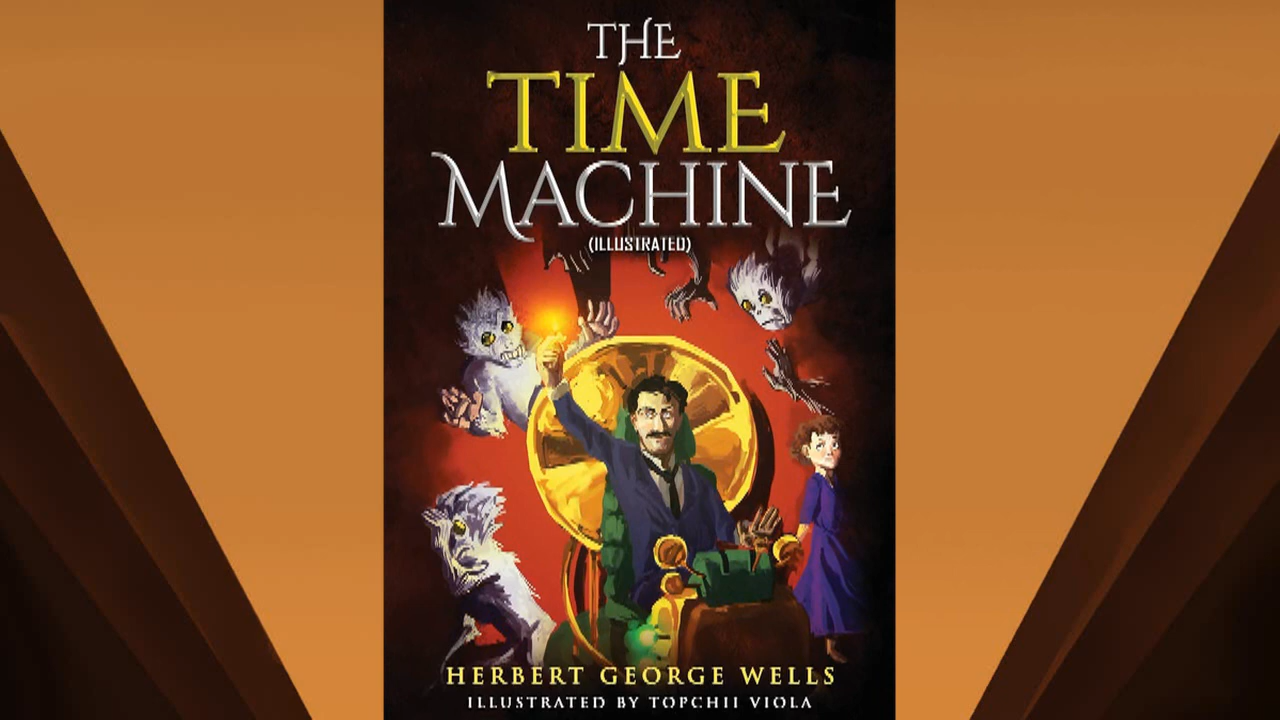 THE
TIME
MACHINE
(ILLUSTRATED)
HERBERT GEORGE WELLS
ILLUSTRATED BY TOPCHII VIOLA